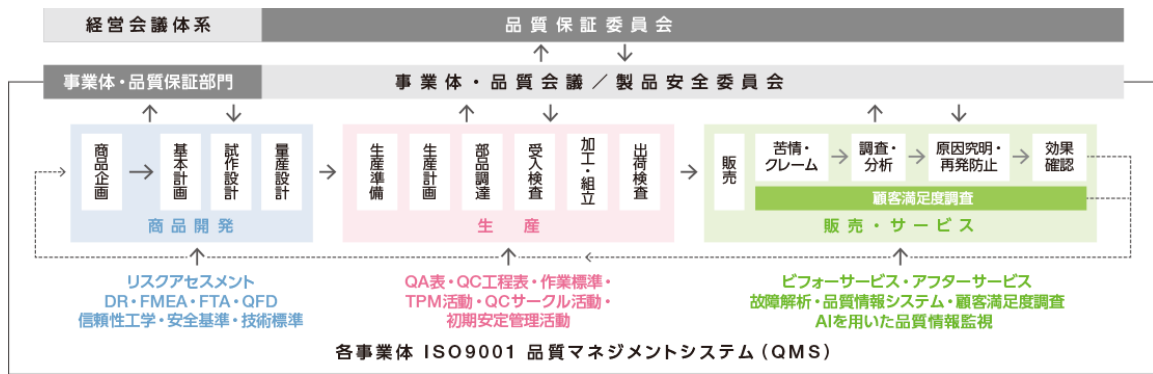 経営会議体系
品質保証委員会
事業体・品質保証部門
事業体・品質会議／製品安全委員会
商品企画
基本計画
試作設計
量産設計
商品開発
生産準備
生産計画
部品調達
受入検査
加工・組立
出荷検査
生産
販売
苦情・
クレーム
調査・
分析
原因究明・
再発防止
効果
確認
顧客満足度調査
販売・サービス
リスクアセスメント
DR・FMEA・FTA・QFD
信頼性工学・安全基準・技術標準
QA表・QC工程表・作業標準・
TPM活動・QCサークル活動・
初期安定管理活動
ビフォーサービス・アフターサービス
故障解析・品質情報システム・顧客満足度調査
AIを用いた品質情報監視
各事業体 ISO9001 品質マネジメントシステム（QMS）